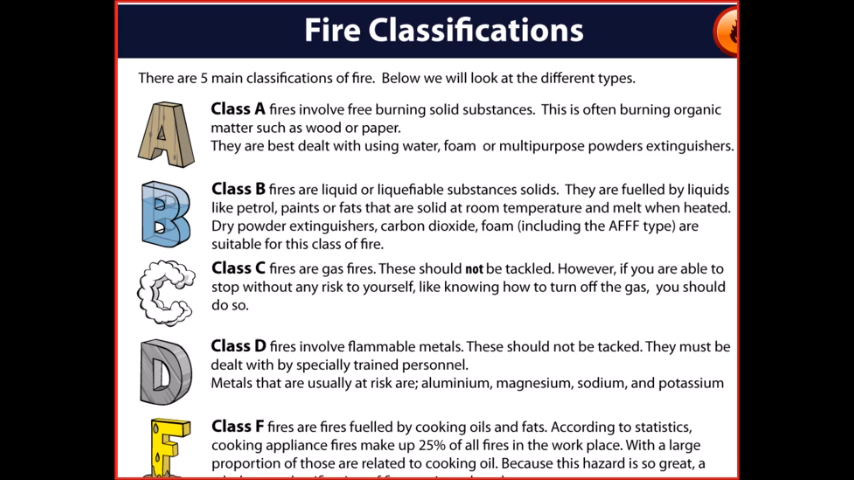 Fire Classifications
There are 5 main classifications of fire. Below we will look at the different types.
Class A fires involve free burning solid substances. This is often burning organic
matter such as wood or paper.
They are best dealt with using water, foam or multipurpose powders extinguishers.
Class B fires are liquid or liquefiable substances solids. They are fuelled by liquids
like petrol, paints or fats that are solid at room temperature and melt when heated.
Dry powder extinguishers, carbon dioxide, foam (including the AFFF type) are
suitable for this class of fire.
Class C fires are gas fires. These should not be tackled. However, if you are able to
stop without any risk to yourself, like knowing how to turn off the gas, you should
do so.
Class D fires involve flammable metals. These should not be tacked. They must be
dealt with by specially trained personnel.
Metals that are usually at risk are; aluminium, magnesium, sodium, and potassium
Class F fires are fires fuelled by cooking oils and fats. According to statistics,
cooking appliance fires make up 25% of all fires in the work place. With a large
proportion of those are related to cooking oil. Because this hazard is so great, a
A
B
C
D
F